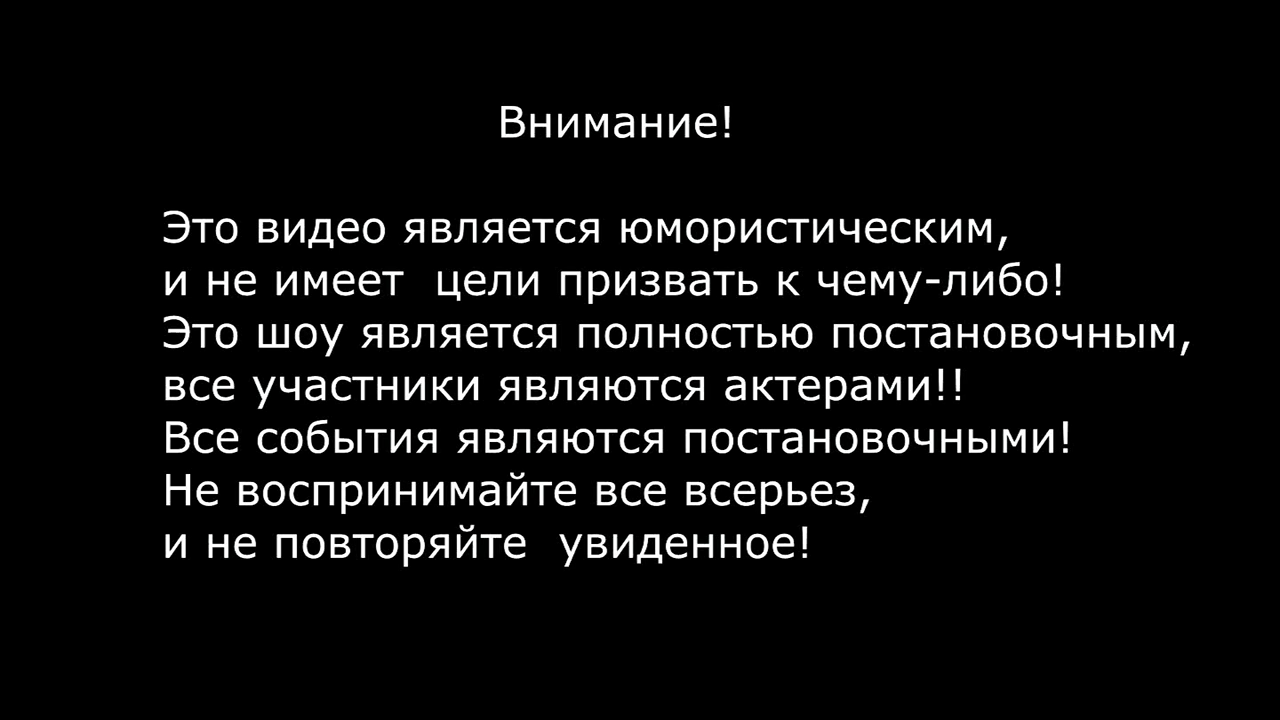 Внимание!
Это видео является юмористическим,
и не имеет  цели призвать к чему-либо!
Это шоу является полностью постановочным,
все участники являются актерами!!
Все события являются постановочными!
Не воспринимайте все всерьез,
и не повторяйте  увиденное!